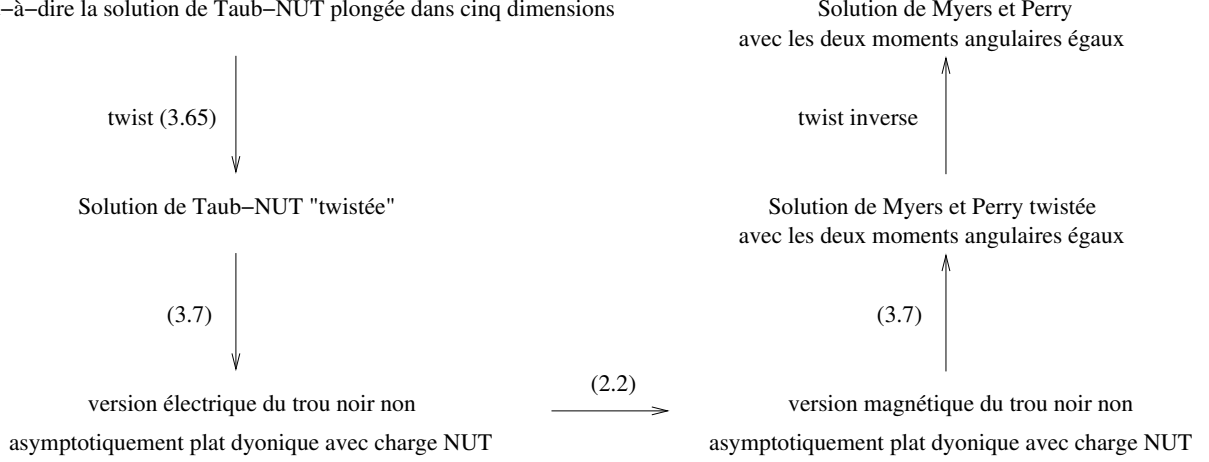 −à−dire la solution de Taub−NUT plongée dans cinq dimensions
Solution de Myers et Perry
avec les deux moments angulaires égaux
twist (3.65)
twist inverse
Solution de Taub−NUT "twistée"
Solution de Myers et Perry twistée
avec les deux moments angulaires égaux
(3.7)
(3.7)
(2.2)
version électrique du trou noir non
asymptotiquement plat dyonique avec charge NUT
version magnétique du trou noir non
asymptotiquement plat dyonique avec charge NUT